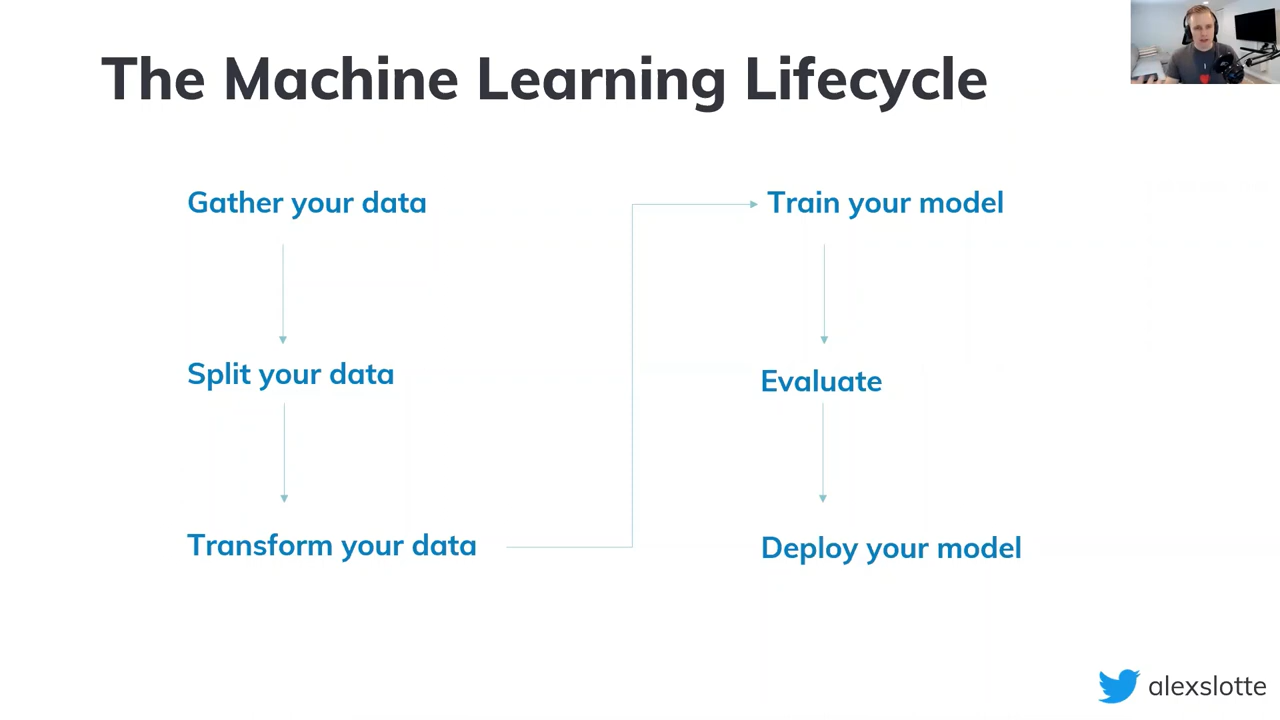 The Machine Learning Lifecycle
Gather your data
Split your data
Transform your data
Train your model
Evaluate
Deploy your model
alexslotte